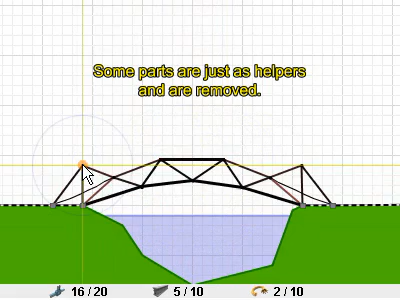 Some parts are just as helpers
and are removed.
16 / 20 5 / 10 2 / 10